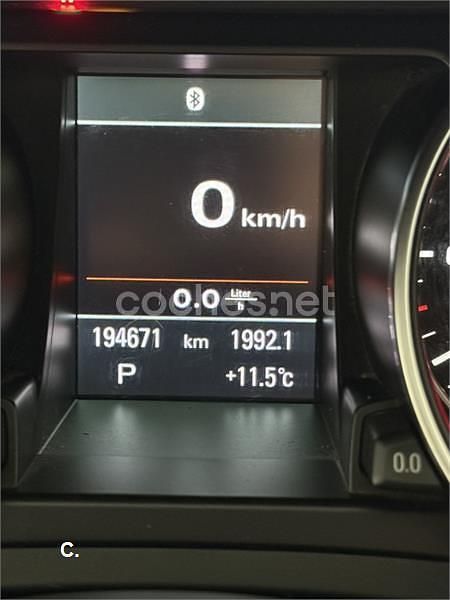 0 km/h
0.0 Liter/h
coches.net
194671 km 1992.1
P +11.5°c
0.0
C.